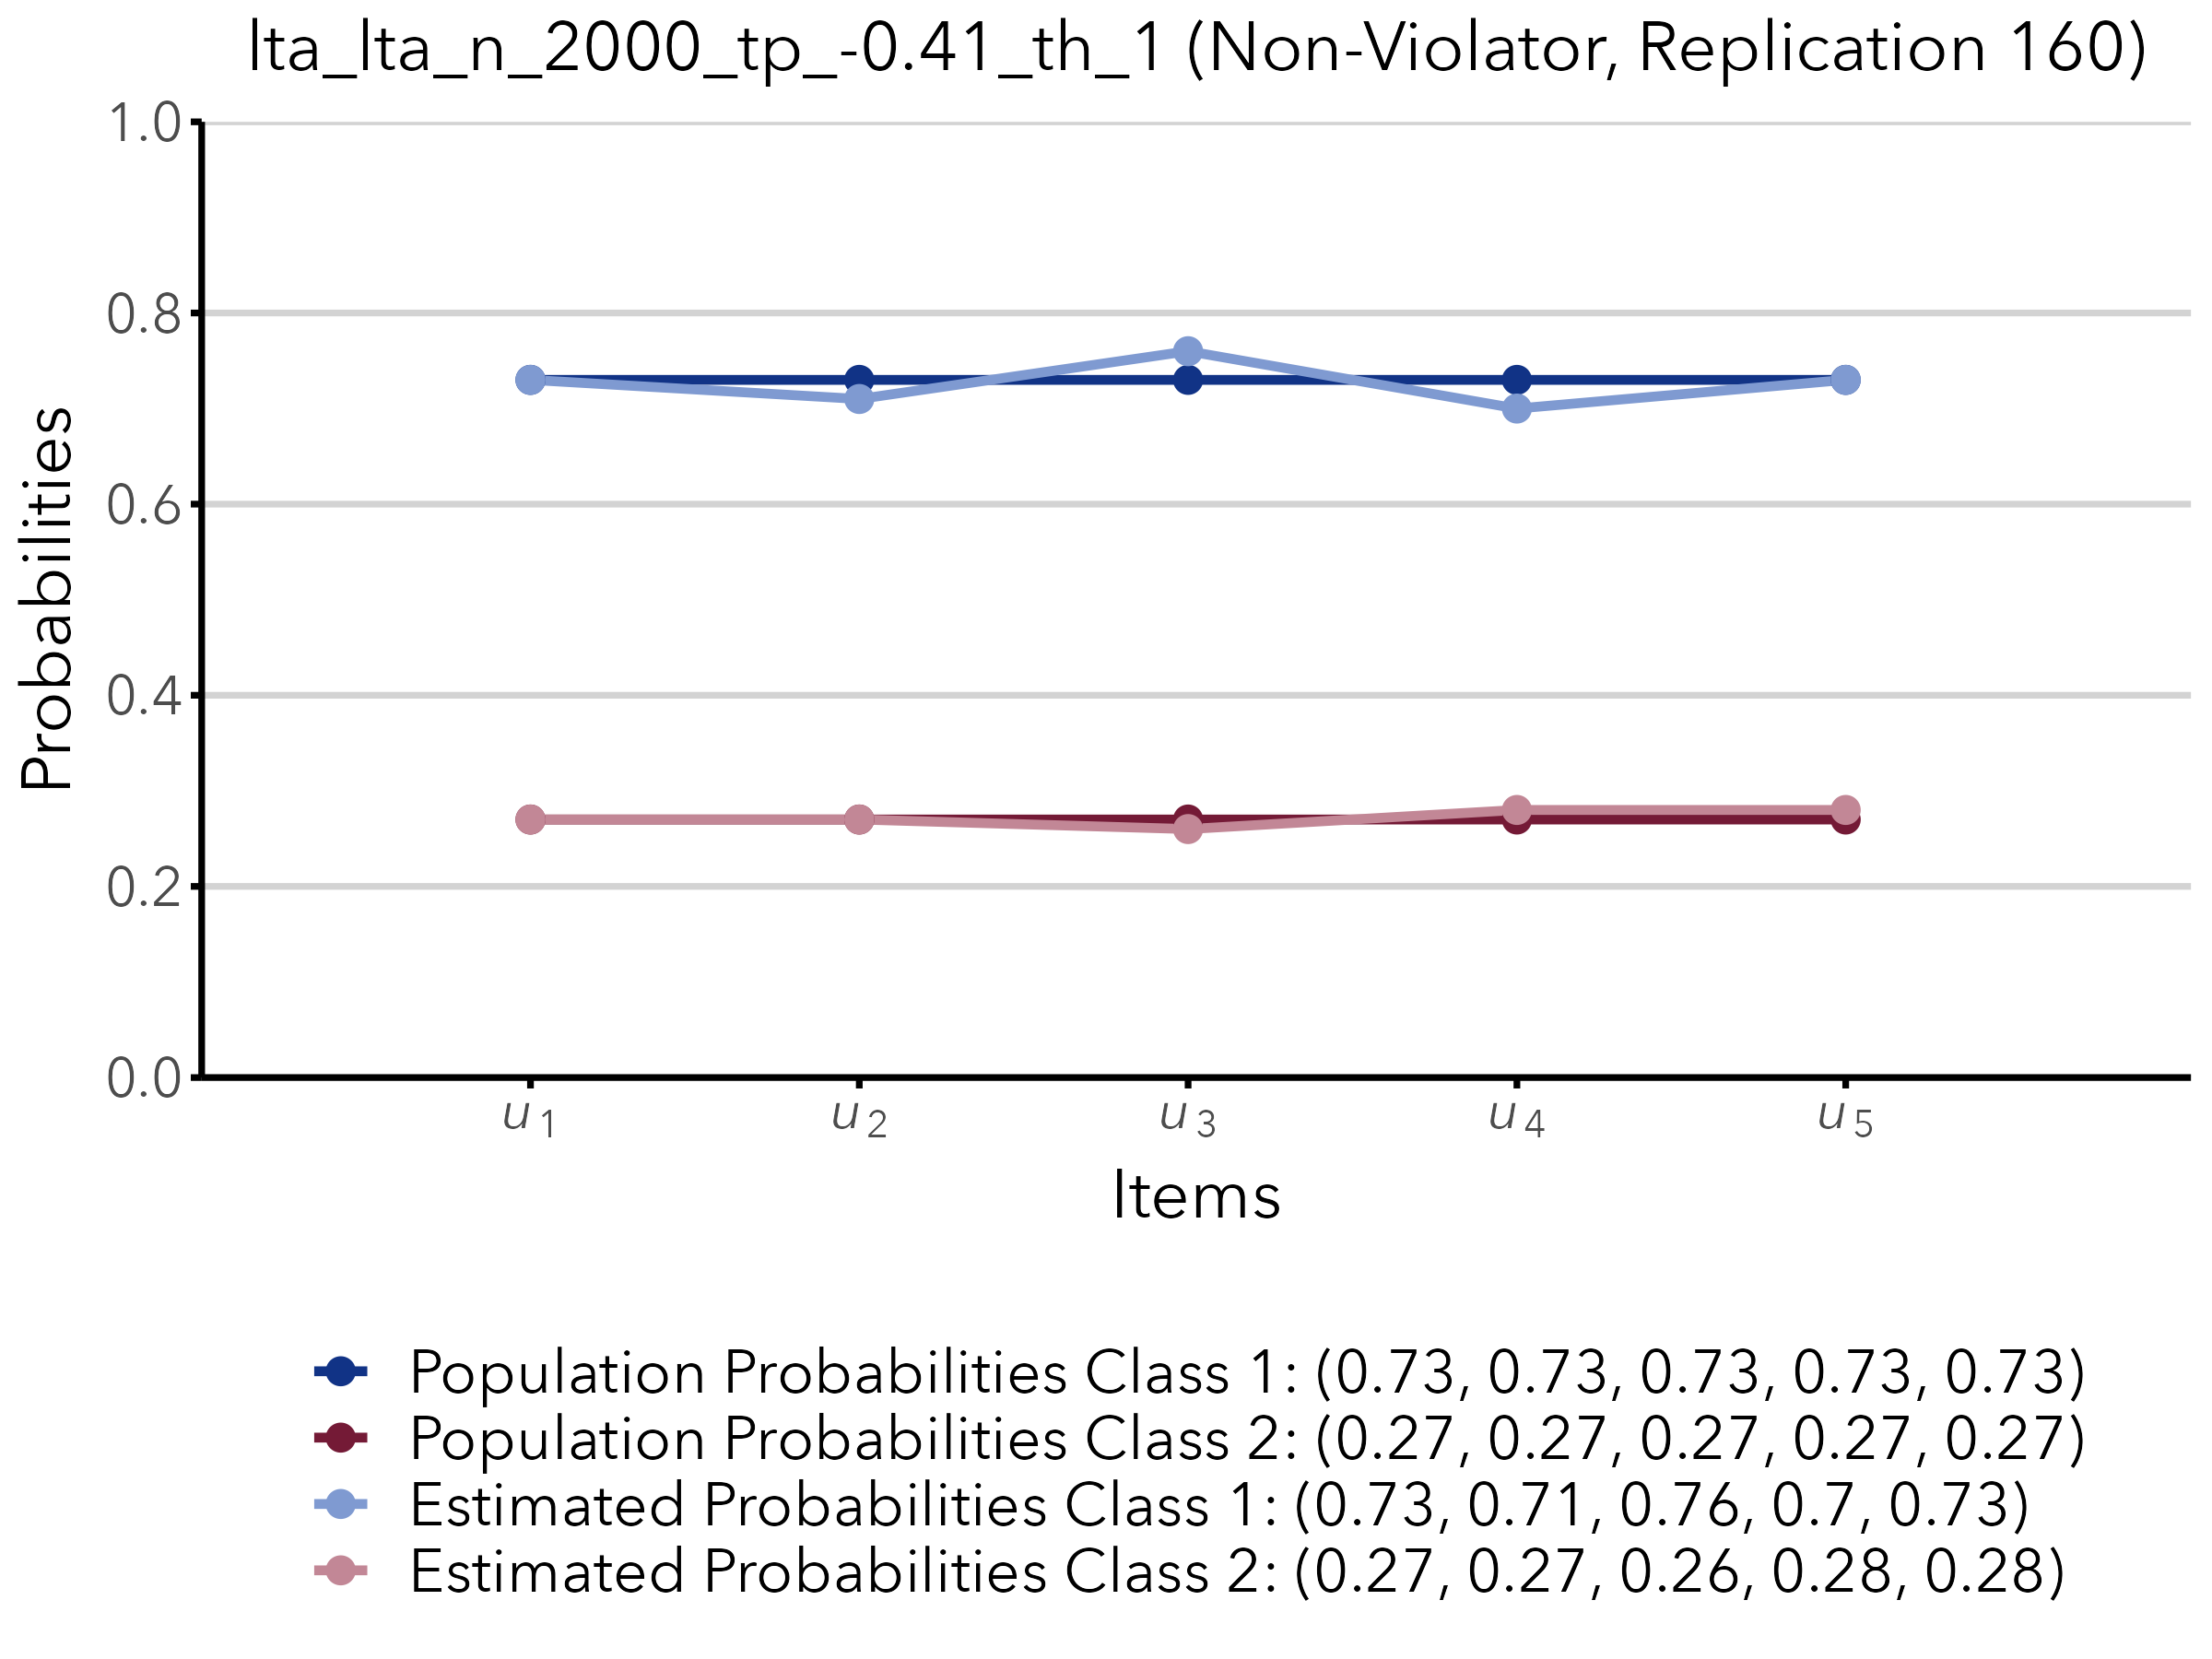 lta_lta_n_2000_tp_-0.41_th_1 (Non-Violator, Replication 160)
1.0
0.8
0.6
0.4
0.2
0.0
Probabilities
u1 u2 u3 u4 u5
Items
Population Probabilities Class 1: (0.73, 0.73, 0.73, 0.73, 0.73)
Population Probabilities Class 2: (0.27, 0.27, 0.27, 0.27, 0.27)
Estimated Probabilities Class 1: (0.73, 0.71, 0.76, 0.7, 0.73)
Estimated Probabilities Class 2: (0.27, 0.27, 0.26, 0.28, 0.28)